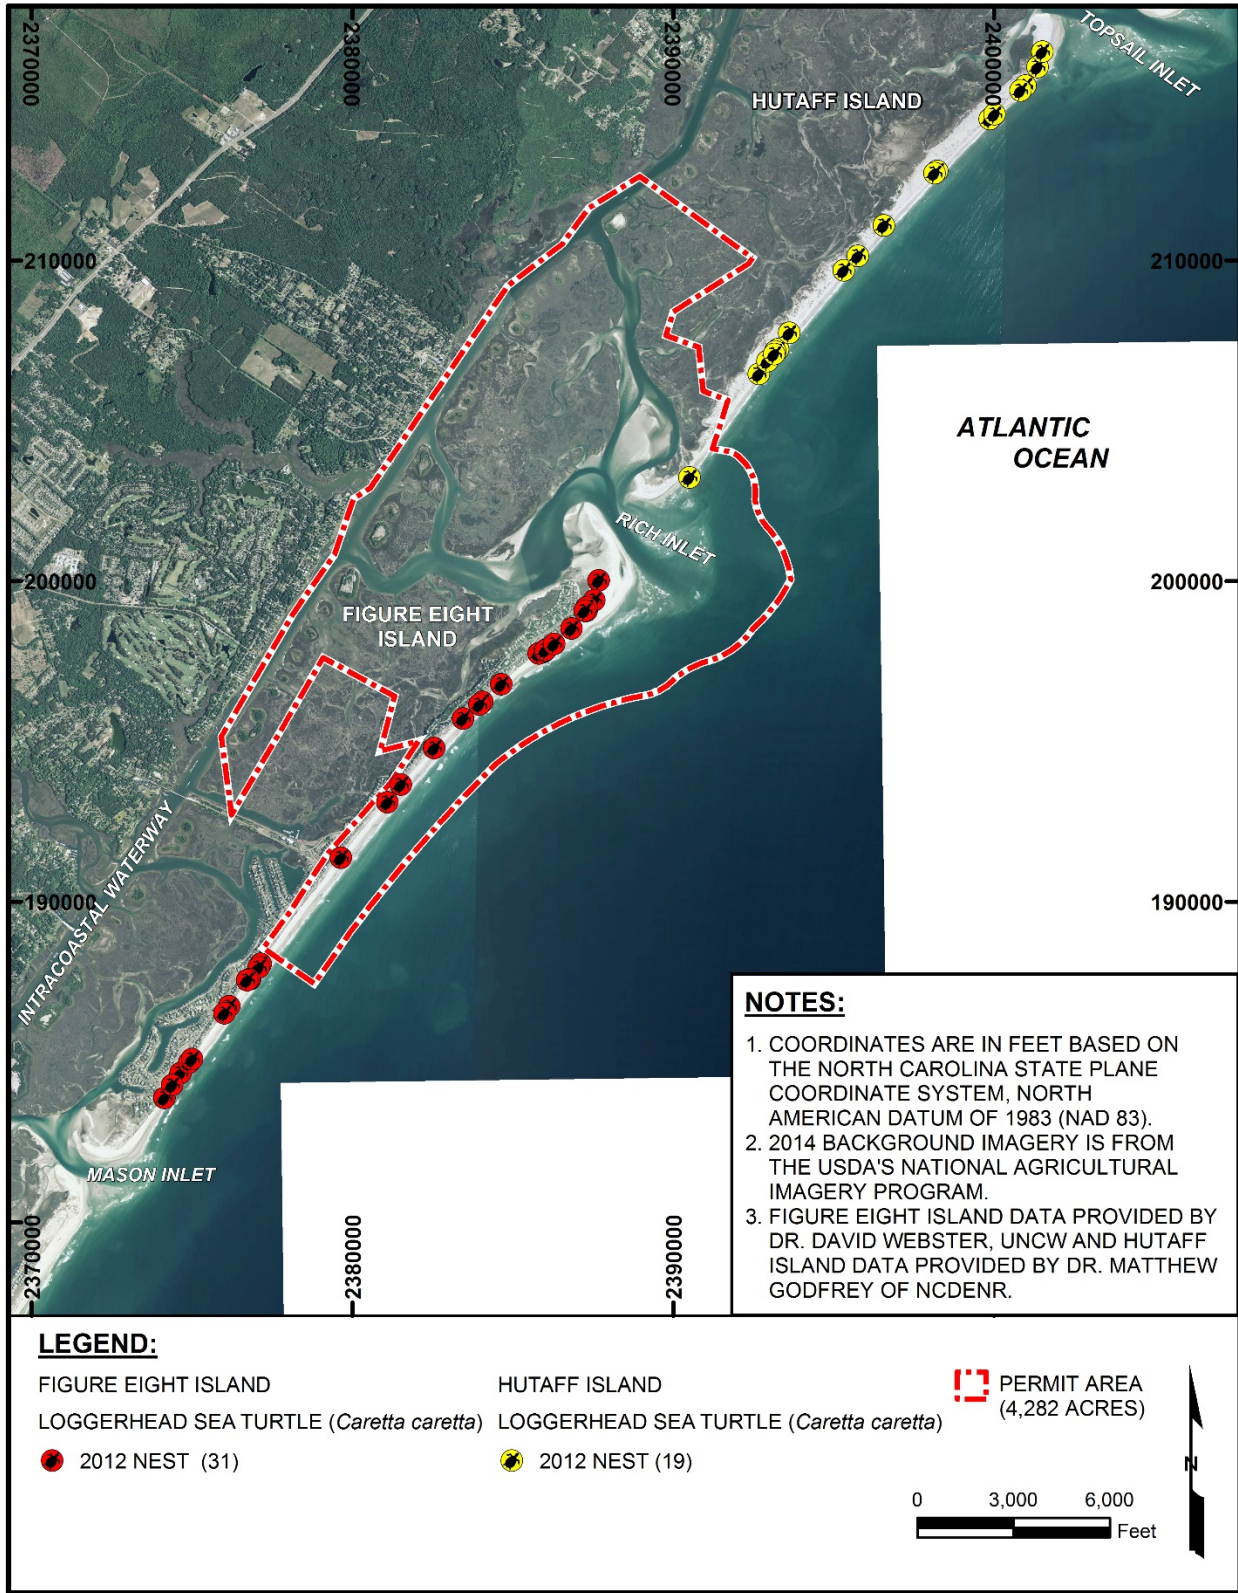 2370000
2380000
2390000
2400000
TOPSAIL INLET
HUTAFF ISLAND
210000
210000
ATLANTIC
OCEAN
RICH INLET
200000
200000
FIGURE EIGHT
ISLAND
INTRACOASTAL WATERWAY
190000
190000
MASON INLET
2370000
2380000
2390000
NOTES:
1. COORDINATES ARE IN FEET BASED ON
THE NORTH CAROLINA STATE PLANE
COORDINATE SYSTEM, NORTH
AMERICAN DATUM OF 1983 (NAD 83).
2. 2014 BACKGROUND IMAGERY IS FROM
THE USDA'S NATIONAL AGRICULTURAL
IMAGERY PROGRAM.
3. FIGURE EIGHT ISLAND DATA PROVIDED BY
DR. DAVID WEBSTER, UNCW AND HUTAFF
ISLAND DATA PROVIDED BY DR. MATTHEW
GODFREY OF NCDENR.
LEGEND:
FIGURE EIGHT ISLAND
LOGGERHEAD SEA TURTLE (Caretta caretta)
2012 NEST (31)
HUTAFF ISLAND
LOGGERHEAD SEA TURTLE (Caretta caretta)
2012 NEST (19)
PERMIT AREA
(4,282 ACRES)
N
0 3,000 6,000
Feet